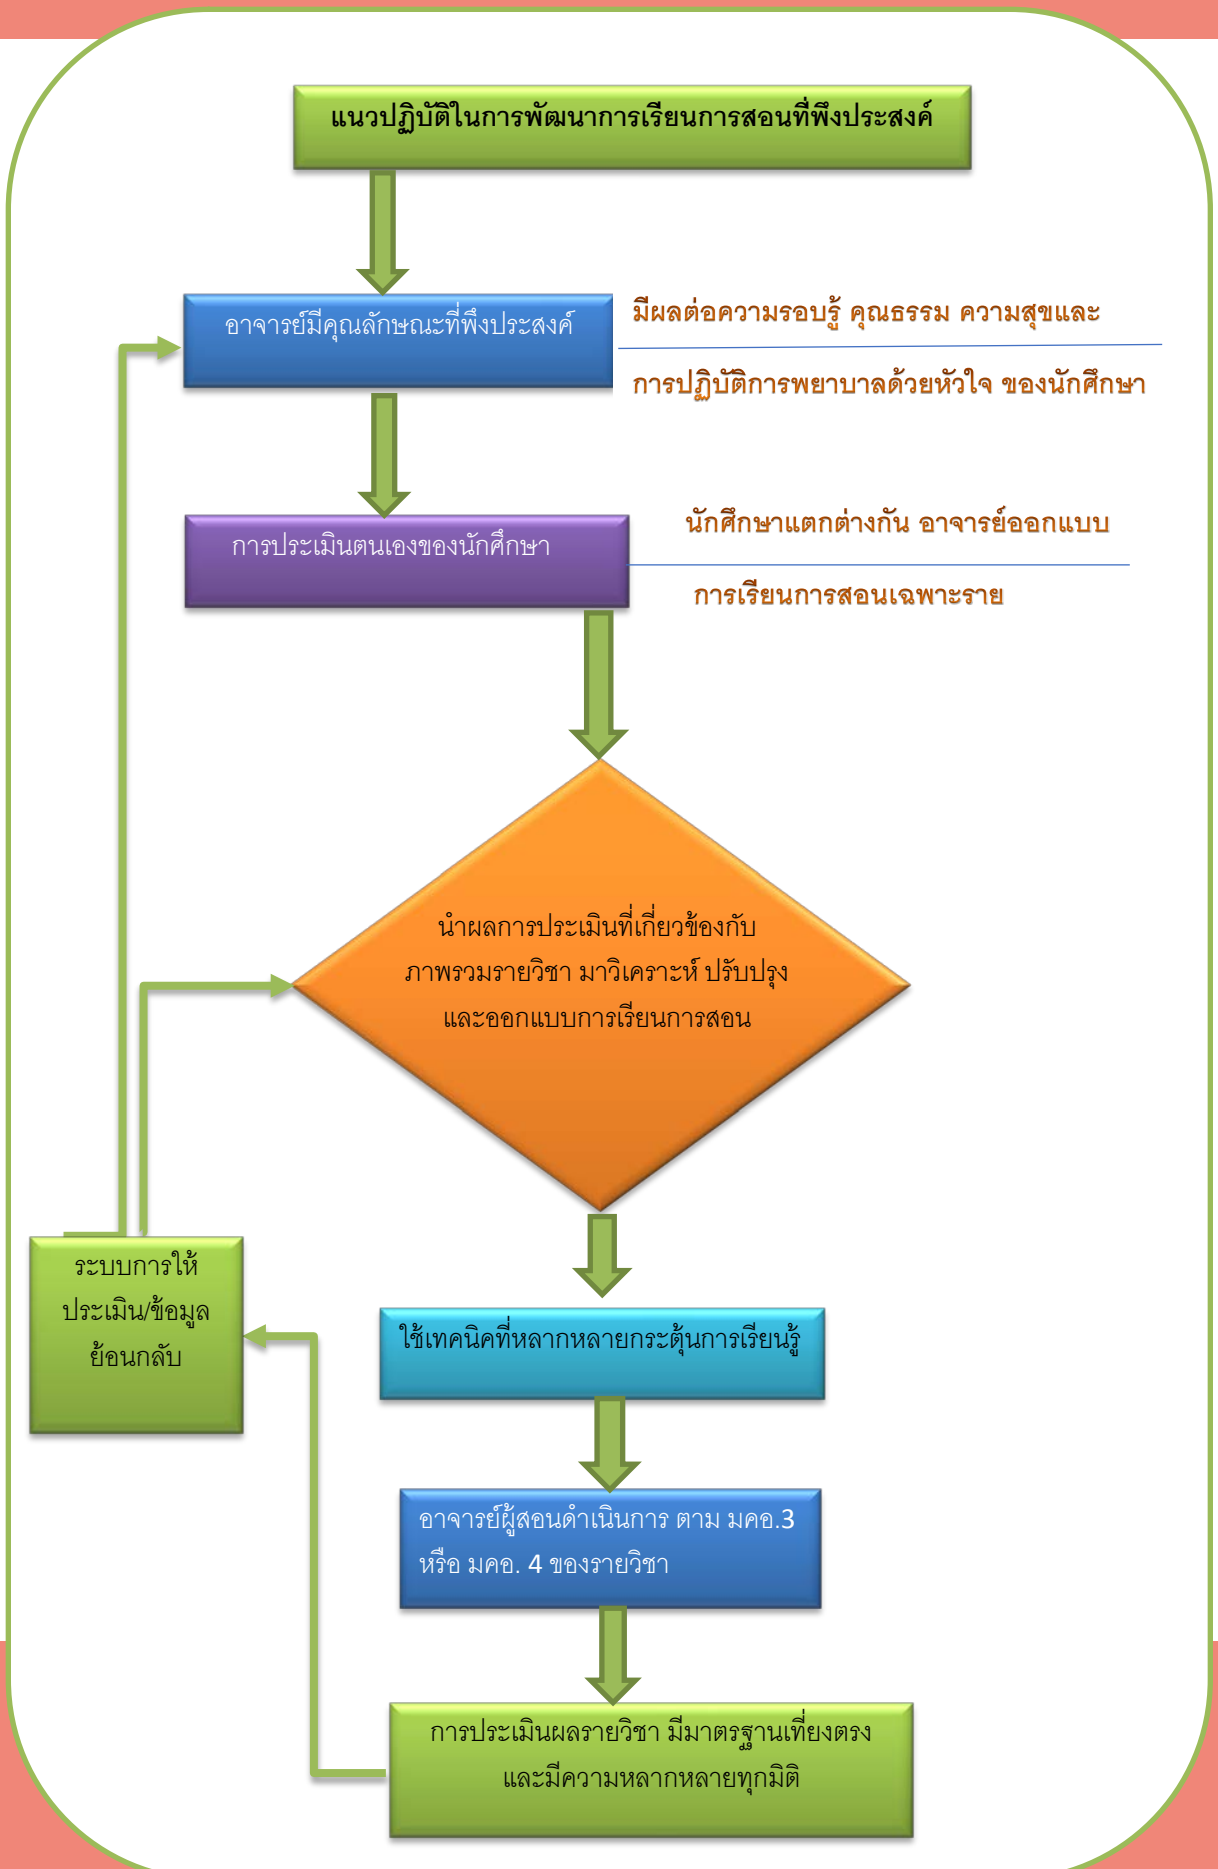 แนวปฏิบัติในการพัฒนาการเรียนการสอนที่พึงประสงค์
อาจารย์มีคุณลักษณะที่พึงประสงค์
มีผลต่อความรอบรู้ คุณธรรม ความสุขและ
การปฏิบัติการพยาบาลด้วยหัวใจ ของนักศึกษา
การประเมินตนเองของนักศึกษา
นักศึกษาแตกต่างกัน อาจารย์ออกแบบ
การเรียนการสอนเฉพาะราย
นำผลการประเมินที่เกี่ยวข้องกับ
ภาพรวมรายวิชา มาวิเคราะห์ ปรับปรุง
และออกแบบการเรียนการสอน
ระบบการให้
ประเมิน/ข้อมูล
ย้อนกลับ
ใช้เทคนิคที่หลากหลายกระตุ้นการเรียนรู้
อาจารย์ผู้สอนดำเนินการ ตาม มคอ.3
หรือ มคอ. 4 ของรายวิชา
การประเมินผลรายวิชา มีมาตรฐานเที่ยงตรง
และมีความหลากหลายทุกมิติ